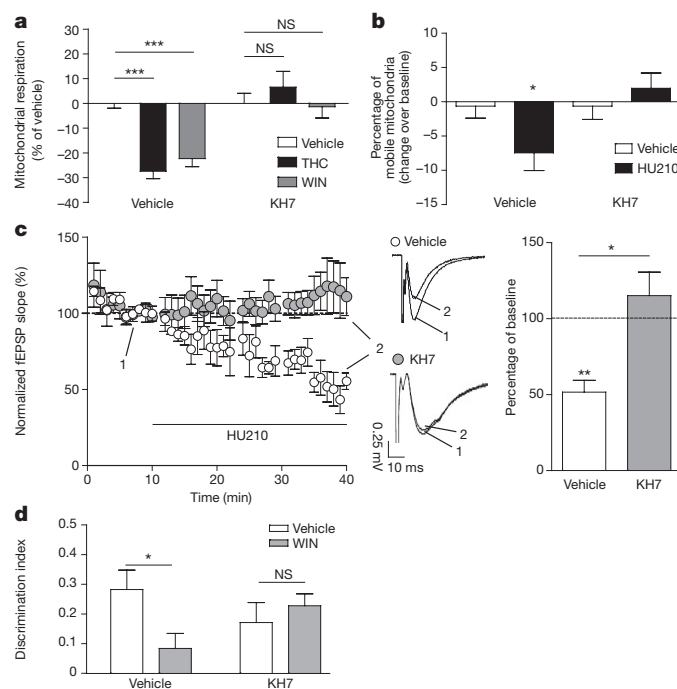 a
Mitochondrial respiration
(% of vehicle)
30
20
10
0
−10
−20
−30
−40
***
***
NS
NS
Vehicle
THC
WIN
Vehicle
KH7
b
Percentage of
mobile mitochondria
(change over baseline)
10
5
0
−5
−10
−15
*
Vehicle
HU210
Vehicle
KH7
c
Normalized fEPSP slope (%)
150
100
50
0
1
2
HU210
0
10
20
30
40
Time (min)
Vehicle
2
1
KH7
2
1
0.25 mV
10 ms
Percentage of baseline
150
100
50
0
*
**
Vehicle
KH7
d
Discrimination index
0.5
0.4
0.3
0.2
0.1
0
Vehicle
WIN
*
NS
Vehicle
KH7